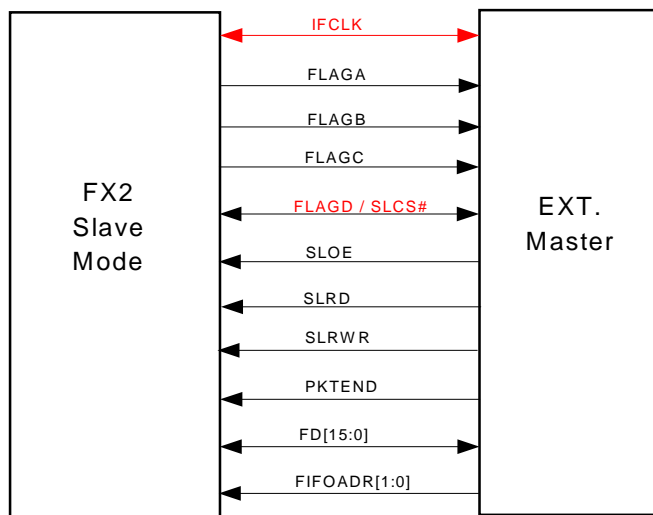 IFCLK
FLAGA
FLAGB
FLAGC
FX2
Slave
Mode
FLAGD / SLCS#
EXT.
Master
SLOE
SLRD
SLRWR
PKTEND
FD[15:0]
FIFOADR[1:0]